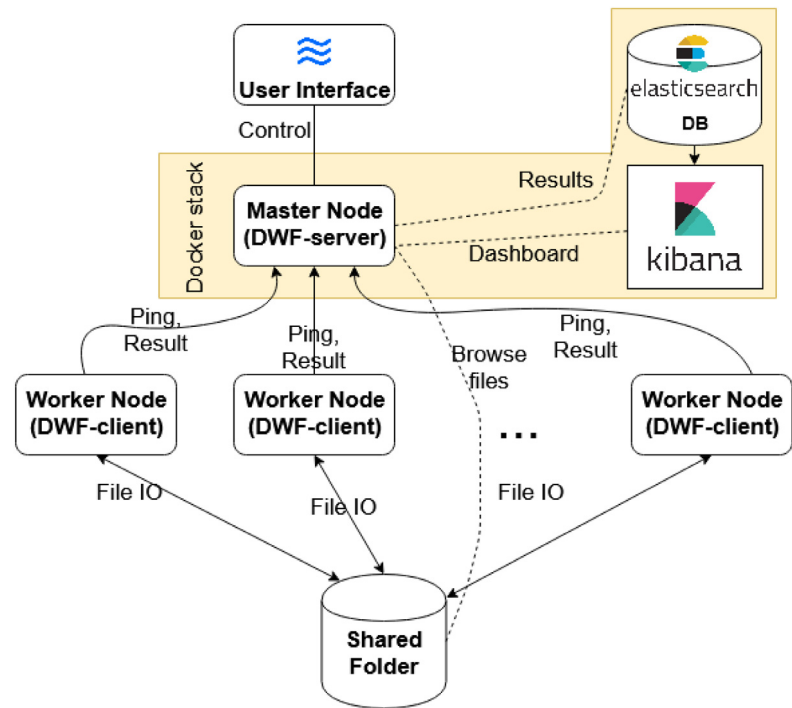 User Interface
elasticsearch
DB
Control
Docker stack
Results
Master Node
(DWF-server)
Dashboard
kibana
Ping,
Result
Ping,
Result
Browse
files
Ping,
Result
Worker Node
(DWF-client)
Worker Node
(DWF-client)
...
Worker Node
(DWF-client)
File IO
File IO
File IO
Shared
Folder